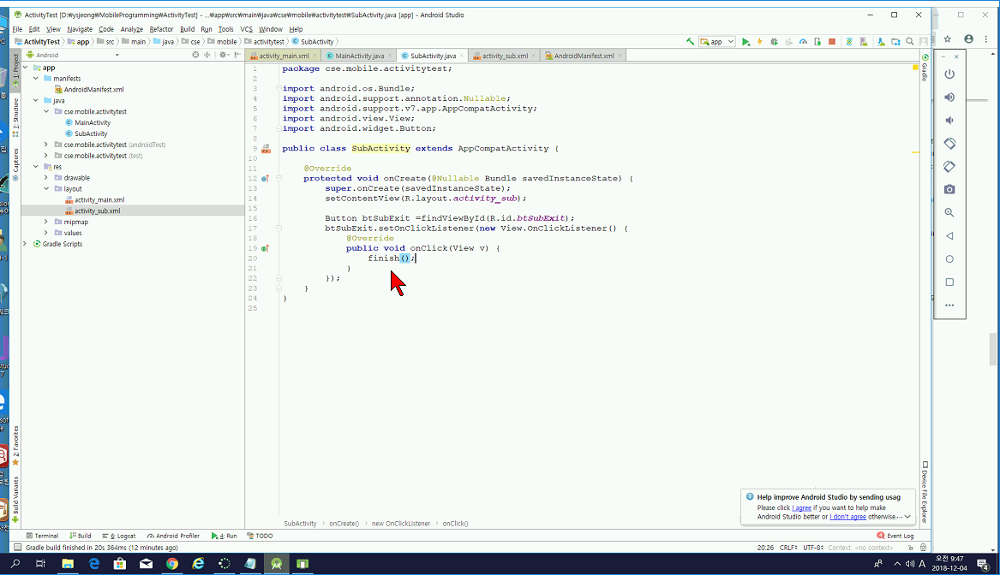 ActivityTest [D:₩ysjeong₩MobileProgramming₩ActivityTest] - ...₩app₩src₩main₩java₩cse₩mobile₩activitytest₩SubActivity.java [app] - Android Studio
File Edit View Navigate Code Analyze Refactor Build Run Tools VCS Window Help
ActivityTest app src main java cse mobile activitytest SubActivity
app
Android
activity_main.xml MainActivity.java SubActivity.java activity_sub.xml AndroidManifest.xml
1: Project
Z: Structure
Captures
2: Favorites
Build Variants
app
manifests
AndroidManifest.xml
java
cse.mobile.activitytest
MainActivity
SubActivity
cse.mobile.activitytest (androidTest)
cse.mobile.activitytest (test)
res
drawable
layout
activity_main.xml
activity_sub.xml
mipmap
values
Gradle Scripts
1 package cse.mobile.activitytest;
2
3 import android.os.Bundle;
4 import android.support.annotation.Nullable;
5 import android.support.v7.app.AppCompatActivity;
6 import android.view.View;
7 import android.widget.Button;
8
9 public class SubActivity extends AppCompatActivity {
10
11 @Override
12 protected void onCreate(@Nullable Bundle savedInstanceState) {
13 super.onCreate(savedInstanceState);
14 setContentView(R.layout.activity_sub);
15
16 Button btSubExit =findViewById(R.id.btSubExit);
17 btSubExit.setOnClickListener(new View.OnClickListener() {
18 @Override
19 public void onClick(View v) {
20 finish();
21 }
22 });
23 }
24 }
25
Gradle
Device File Explorer
Help improve Android Studio by sending usag
Please click I agree if you want to help make
Android Studio better or I don't agree otherwise....
SubActivity onCreate() new OnClickListener onClick()
Terminal Build 6: Logcat Android Profiler 4: Run TODO Event Log
Gradle build finished in 20s 364ms (12 minutes ago) 20:26 CRLF UTF-8 Context: <no context>
A 오전 9:47
2018-12-04